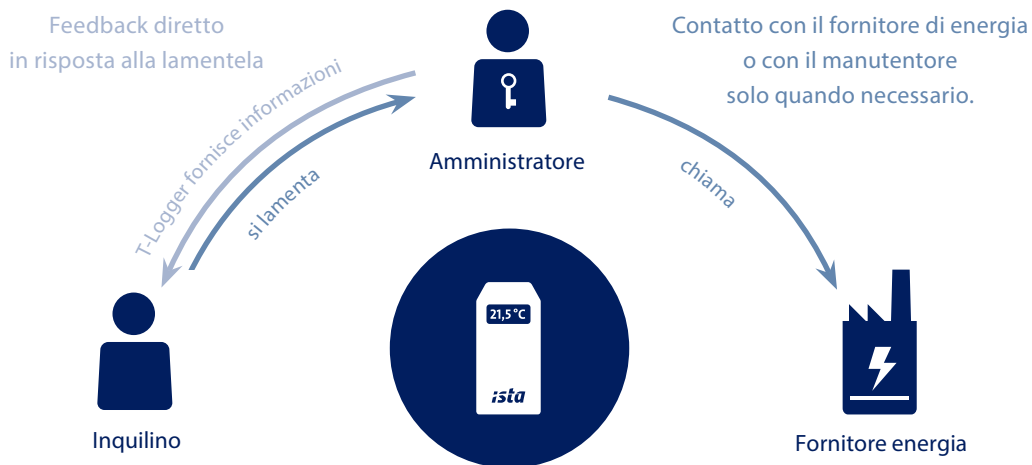 Feedback diretto
in risposta alla lamentela
Contatto con il fornitore di energia
o con il manutentore
solo quando necessario.
T-Logger fornisce informazioni
si lamenta
Amministratore
chiama
21,5 °C
ista
Inquilino
Fornitore energia